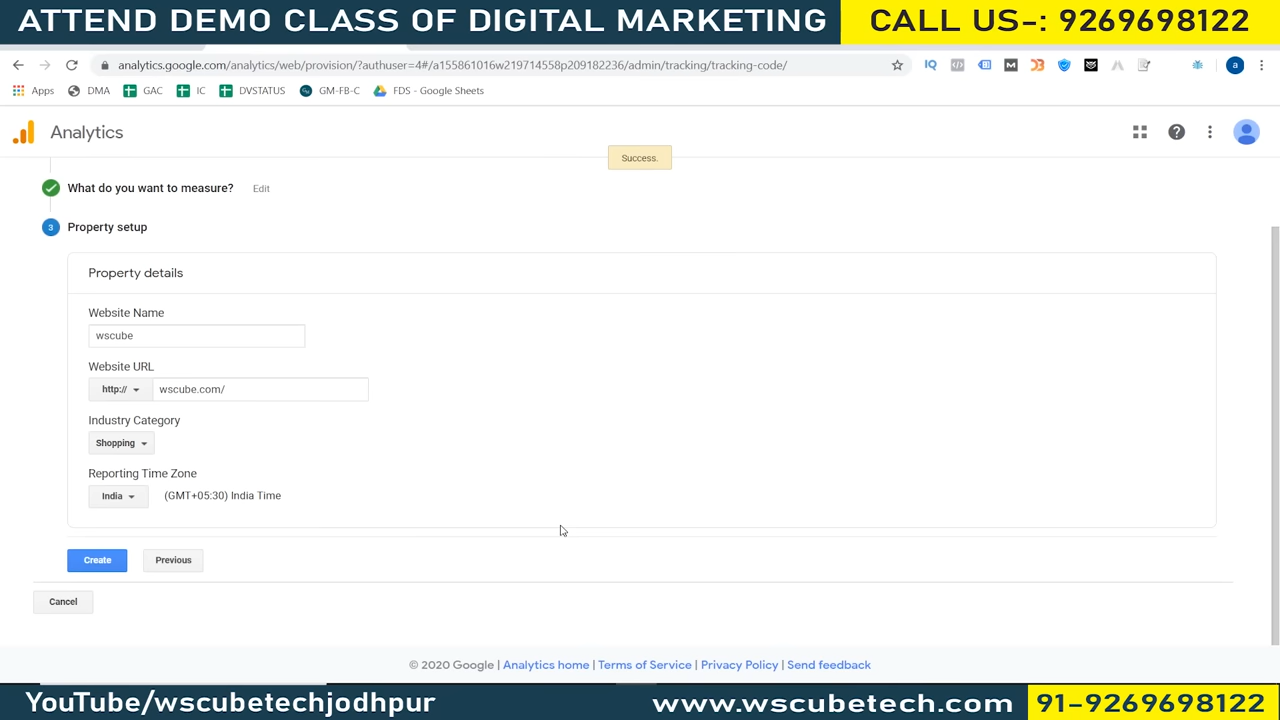 ATTEND DEMO CLASS OF DIGITAL MARKETING
CALL US-: 9269698122
analytics.google.com/analytics/web/provision/?authuser=4#/a155861016w219714558p209182236/admin/tracking/tracking-code/
IQ
M
a
Apps
DMA
GAC
IC
DVSTATUS
GM-FB-C
FDS - Google Sheets
Analytics
Success.
What do you want to measure?
Edit
3
Property setup
Property details
Website Name
wscube
Website URL
http://
wscube.com/
Industry Category
Shopping
Reporting Time Zone
India
(GMT+05:30) India Time
Create
Previous
Cancel
© 2020 Google | Analytics home | Terms of Service | Privacy Policy | Send feedback
YouTube/wscubetechjodhpur
www.wscubetech.com
91-9269698122